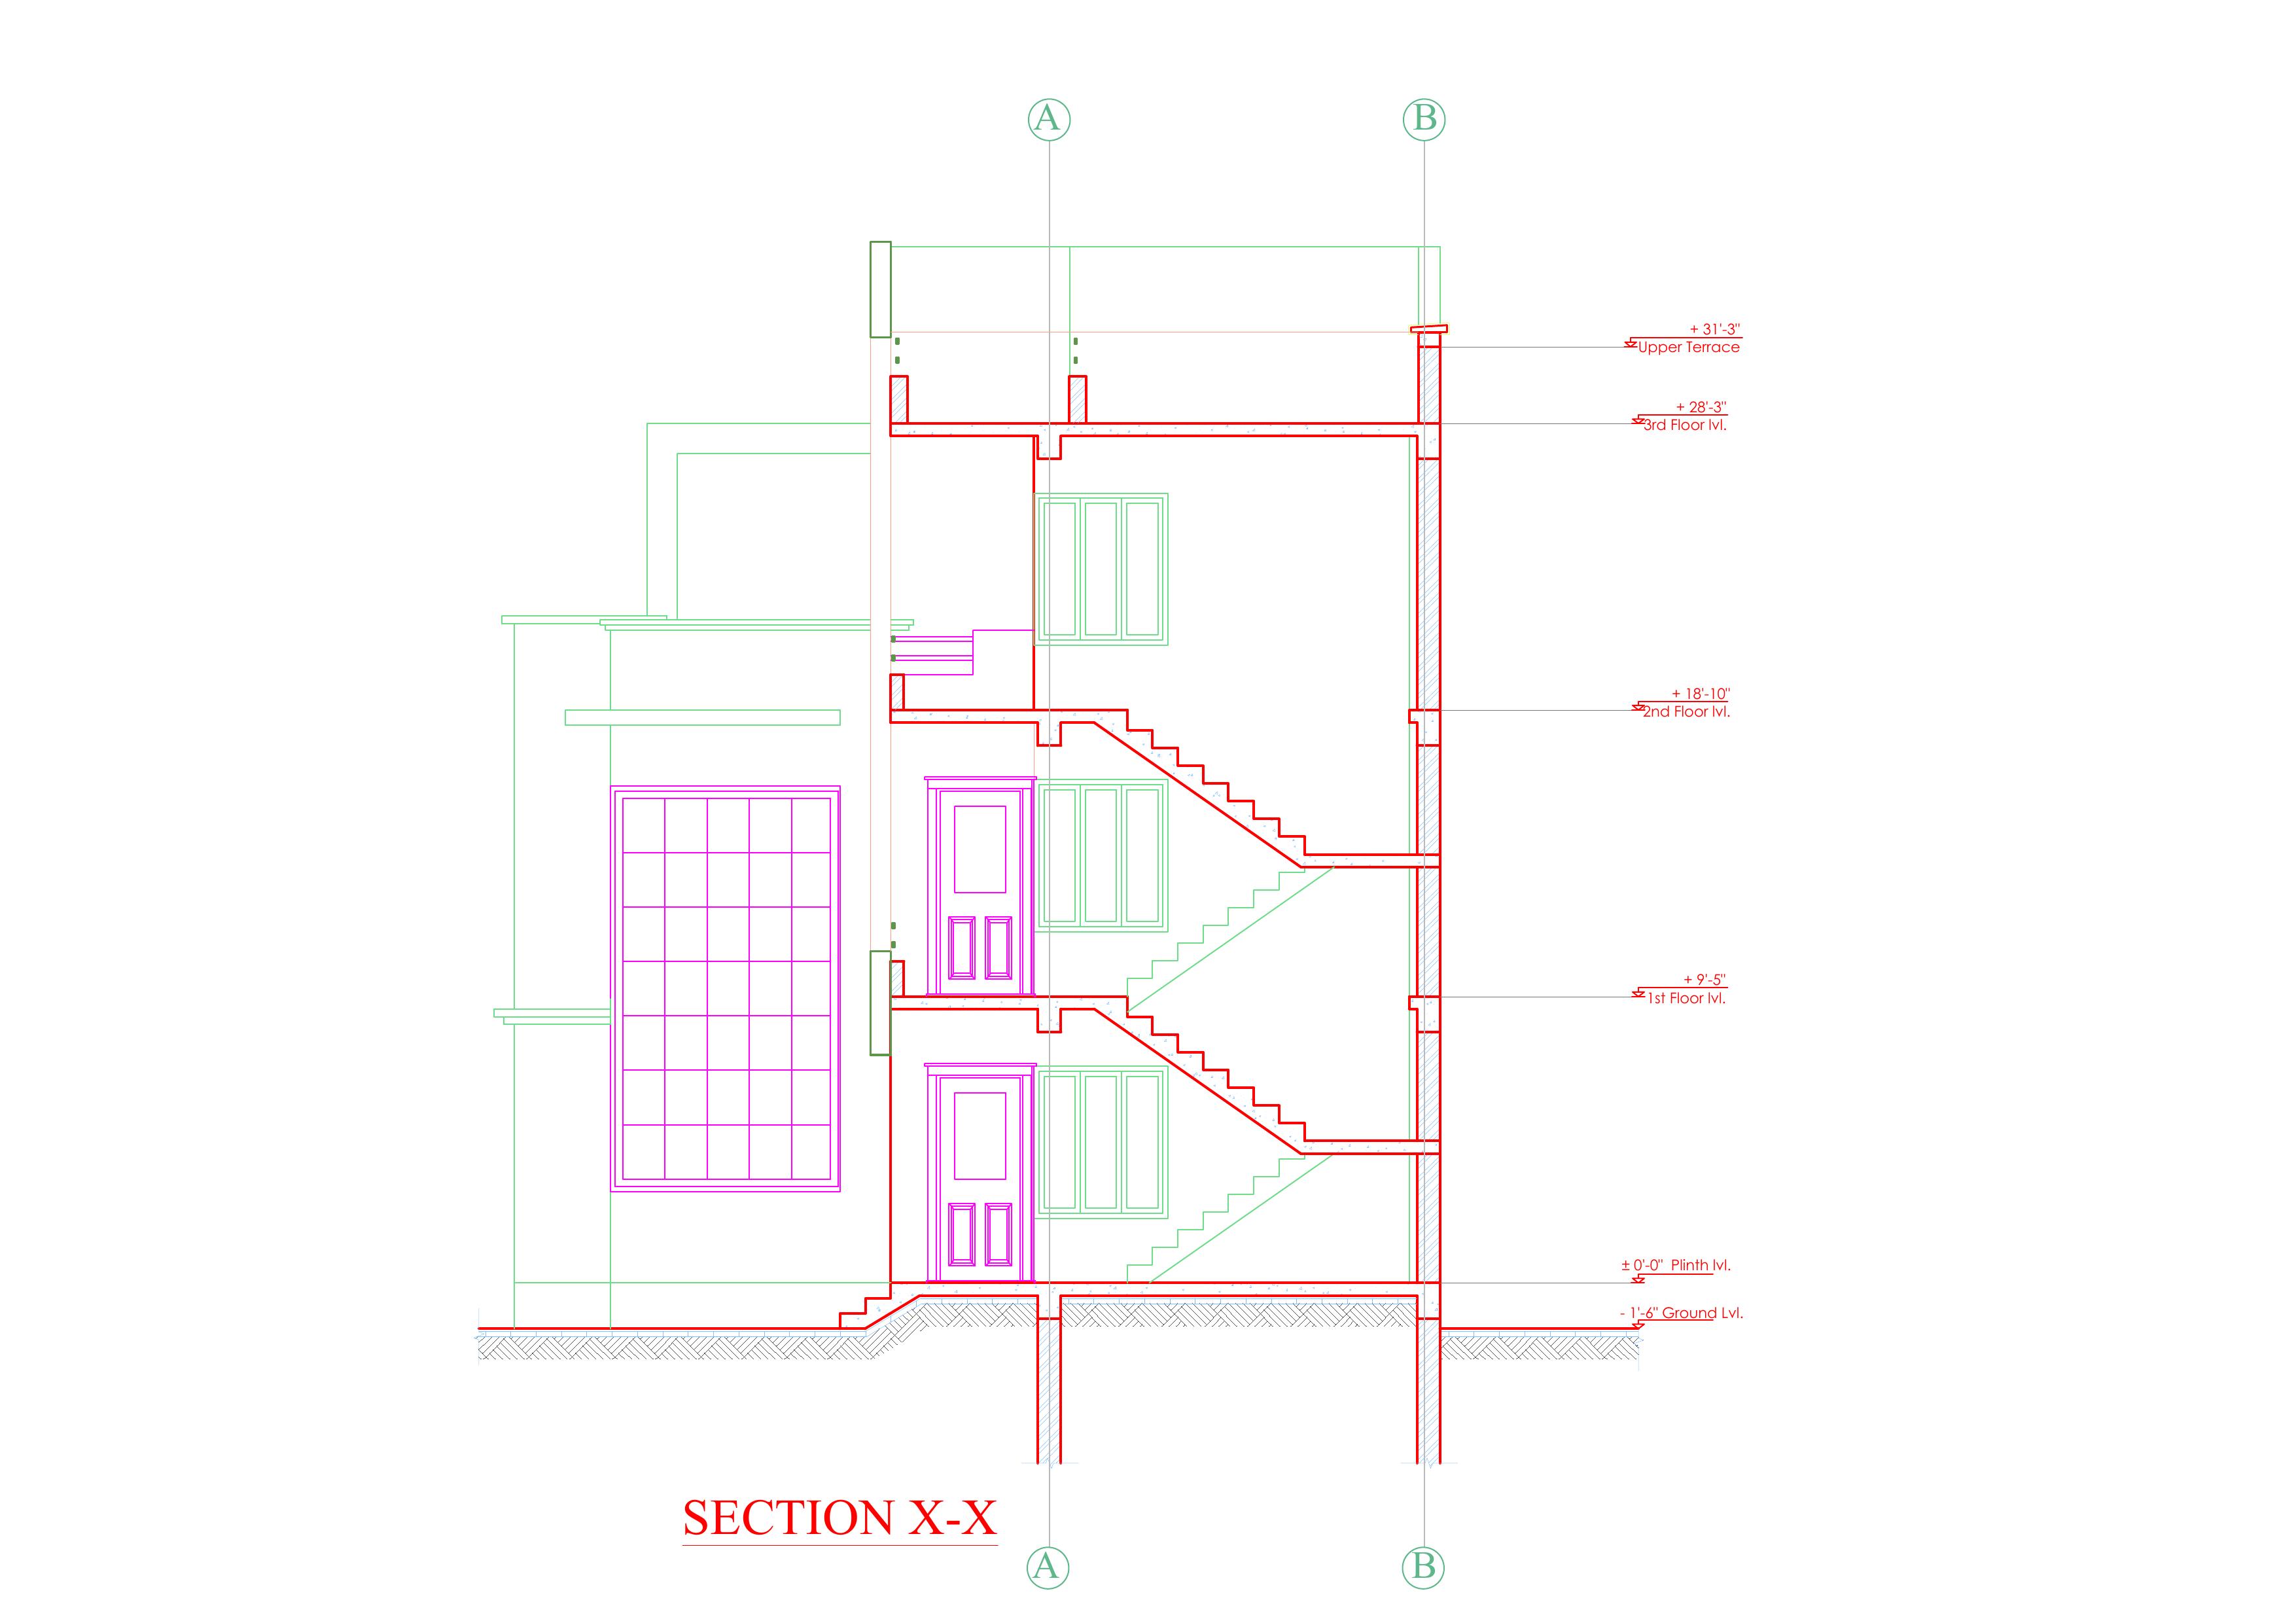 A
B
+ 31'-3"
Upper Terrace
+ 28'-3"
3rd Floor lvl.
+ 18'-10"
2nd Floor lvl.
+ 9'-5"
1st Floor lvl.
± 0'-0" Plinth lvl.
- 1'-6" Ground Lvl.
SECTION X-X
A
B